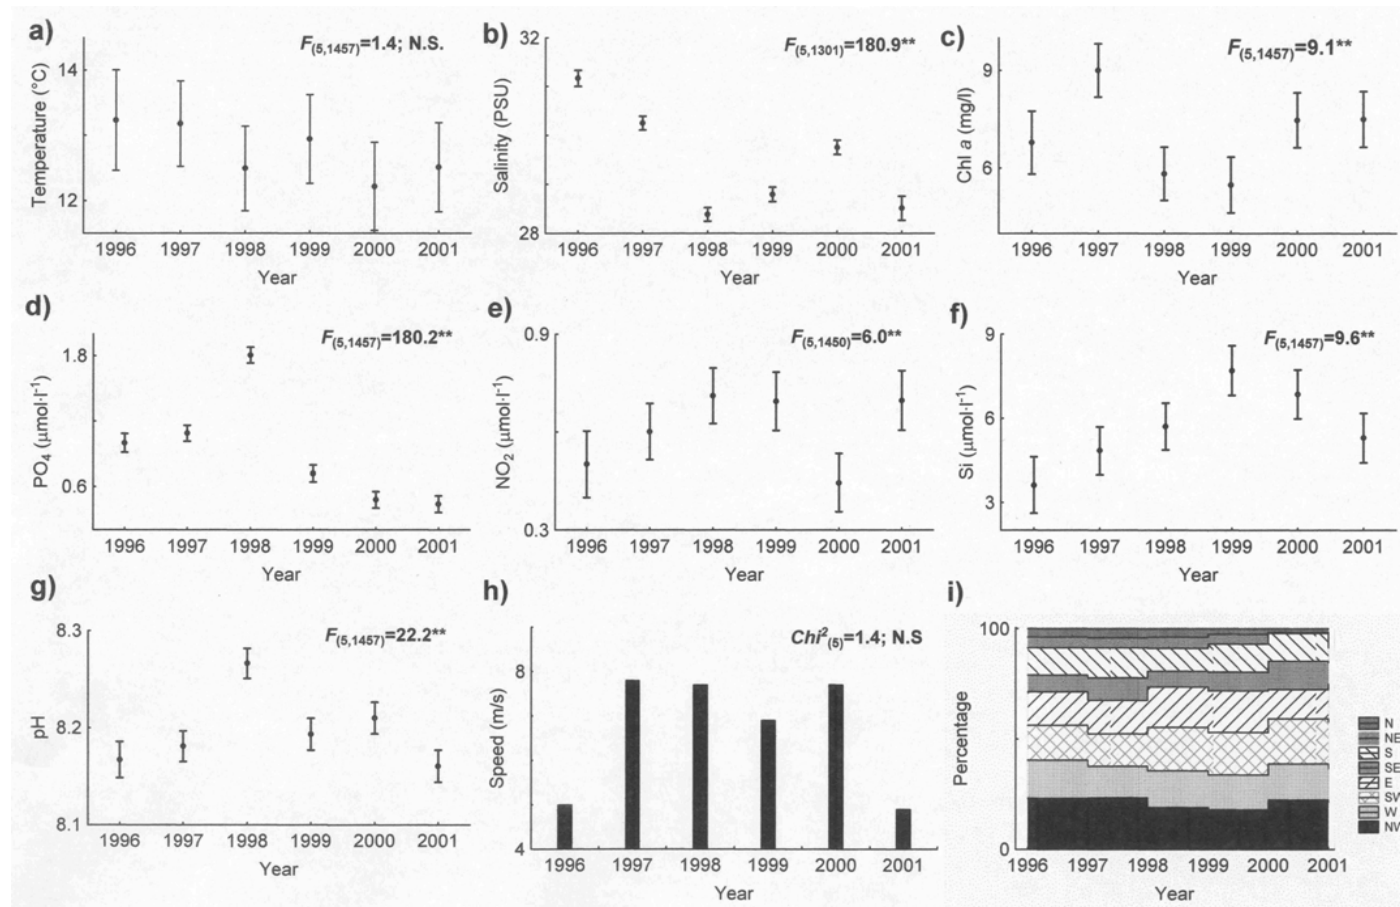 a)
F(5,1457)=1.4; N.S.
Temperature (°C)
14
12
1996 1997 1998 1999 2000 2001
Year
b)
F(5,1301)=180.9**
Salinity (PSU)
32
28
1996 1997 1998 1999 2000 2001
Year
c)
F(5,1457)=9.1**
Chl a (mg/l)
9
6
1996 1997 1998 1999 2000 2001
Year
d)
F(5,1457)=180.2**
PO4 (μmol·l-1)
1.8
0.6
1996 1997 1998 1999 2000 2001
Year
e)
F(5,1450)=6.0**
NO2 (μmol·l-1)
0.9
0.3
1996 1997 1998 1999 2000 2001
Year
f)
F(5,1457)=9.6**
Si (μmol·l-1)
9
6
3
1996 1997 1998 1999 2000 2001
Year
g)
F(5,1457)=22.2**
pH
8.3
8.2
8.1
1996 1997 1998 1999 2000 2001
Year
h)
Chi2(5)=1.4; N.S
Speed (m/s)
8
4
1996 1997 1998 1999 2000 2001
Year
i)
Percentage
100
0
1996 1997 1998 1999 2000 2001
Year
N
NE
S
SE
E
SW
W
NW